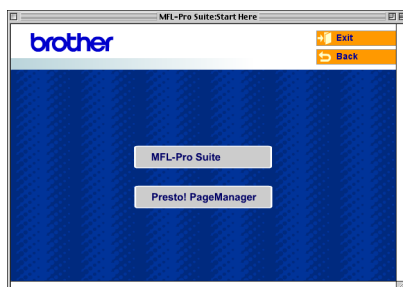 MFL-Pro Suite:Start Here
brother
Exit
Back
MFL-Pro Suite
Presto! PageManager